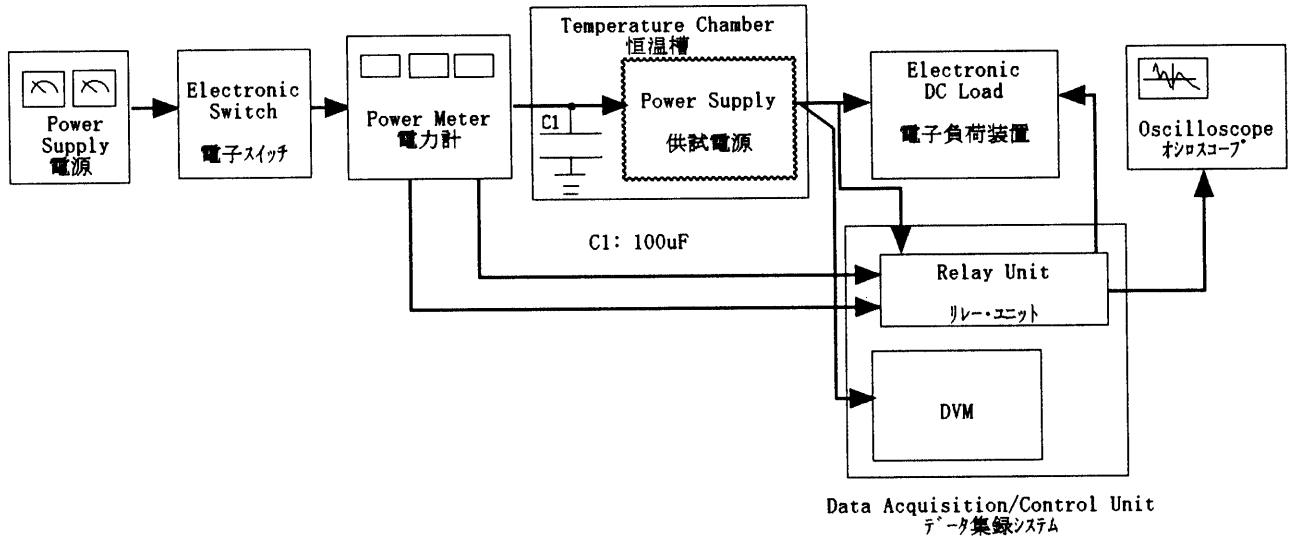 Power
Supply
電源
Electronic
Switch
電子スイッチ
Power Meter
電力計
Temperature Chamber
恒温槽
C1
Power Supply
供試電源
Electronic
DC Load
電子負荷装置
Oscilloscope
オシロスコープ
C1: 100uF
Relay Unit
リレー・ユニット
DVM
Data Acquisition/Control Unit
データ集録システム